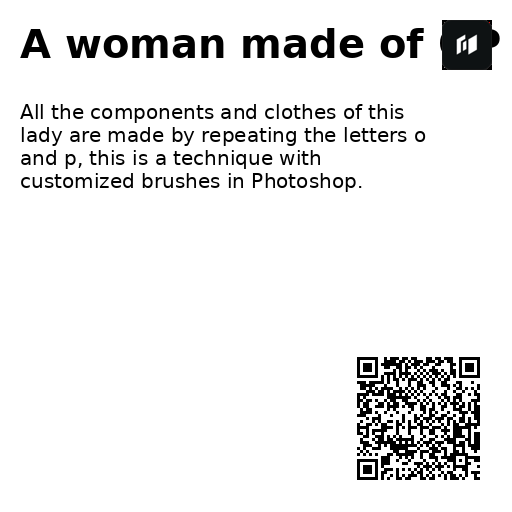 A woman made of
All the components and clothes of this
lady are made by repeating the letters o
and p, this is a technique with
customized brushes in Photoshop.